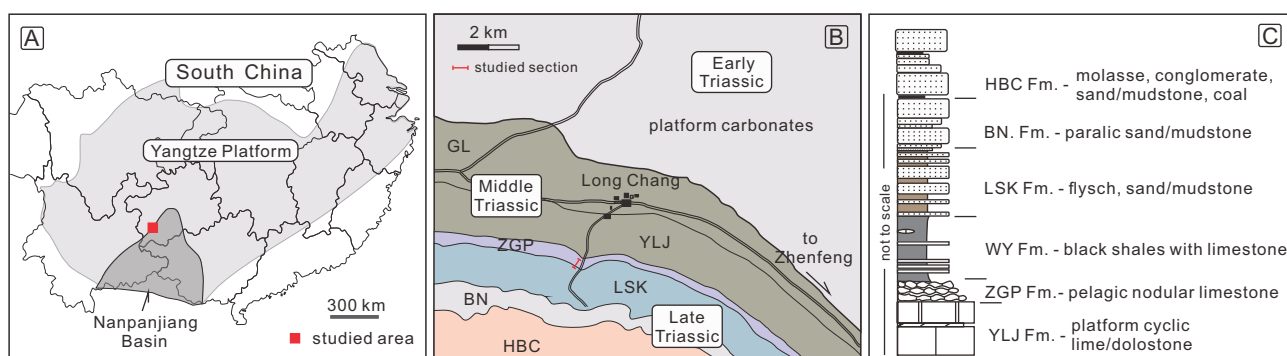 A
South China
Yangtze Platform
Nanpanjiang
Basin
300 km
studied area
2 km
B
studied section
Early
Triassic
platform carbonates
GL
Long Chang
Middle
Triassic
ZGP
YLJ
to
Zhenfeng
LSK
BN
Late
Triassic
HBC
C
not to scale
HBC Fm. - molasse, conglomerate,
sand/mudstone, coal
BN. Fm. - paralic sand/mudstone
LSK Fm. - flysch, sand/mudstone
WY Fm. - black shales with limestone
ZGP Fm. - pelagic nodular limestone
YLJ Fm. - platform cyclic
lime/dolostone